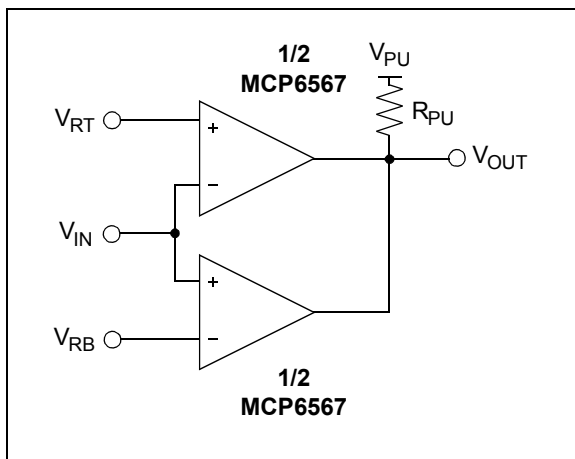 1/2
MCP6567
V_PU
R_PU
V_RT
+
-
V_OUT
V_IN
+
V_RB
-
1/2
MCP6567